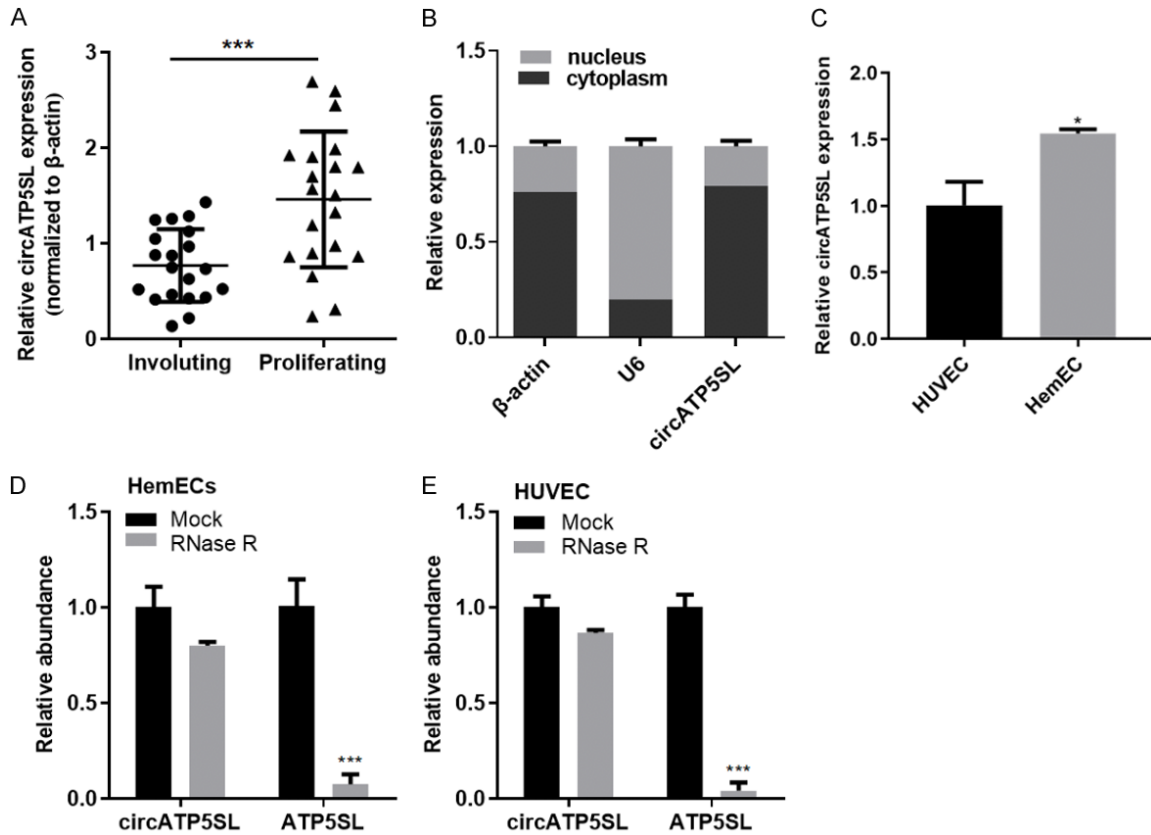 A
Relative circATP5SL expression
(normalized to β-actin)
3
2
1
0
***
Involuting
Proliferating
B
Relative expression
1.5
1.0
0.5
0.0
nucleus
cytoplasm
β-actin
U6
circATP5SL
C
Relative circATP5SL expression
2.0
1.5
1.0
0.5
0.0
*
HUVEC
HemEC
D
HemECs
Mock
RNase R
Relative abundance
1.5
1.0
0.5
0.0
***
circATP5SL
ATP5SL
E
HUVEC
Mock
RNase R
Relative abundance
1.5
1.0
0.5
0.0
***
circATP5SL
ATP5SL